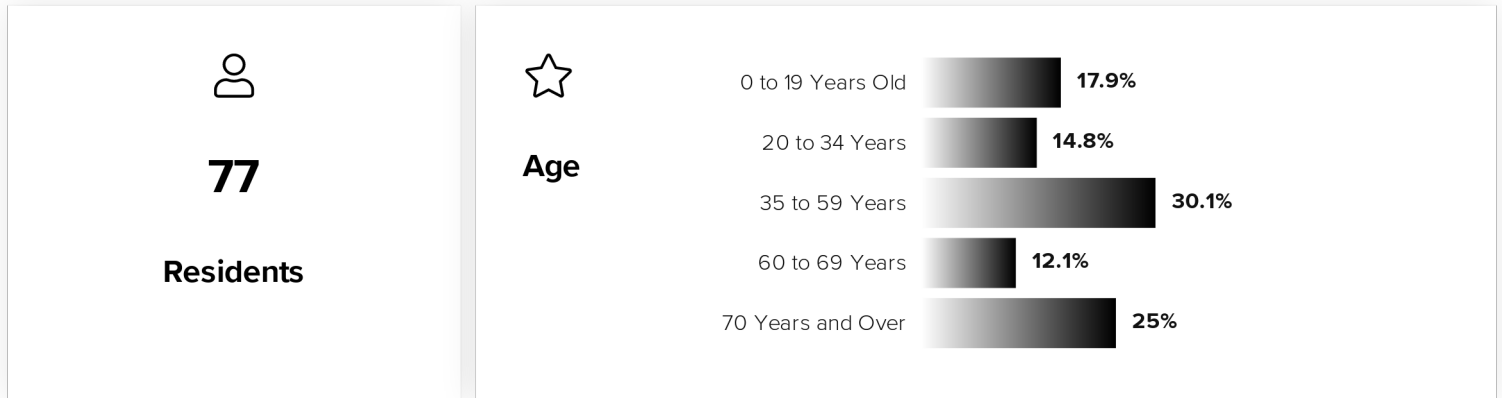 77
Residents
Age
0 to 19 Years Old 17.9%
20 to 34 Years 14.8%
35 to 59 Years 30.1%
60 to 69 Years 12.1%
70 Years and Over 25%